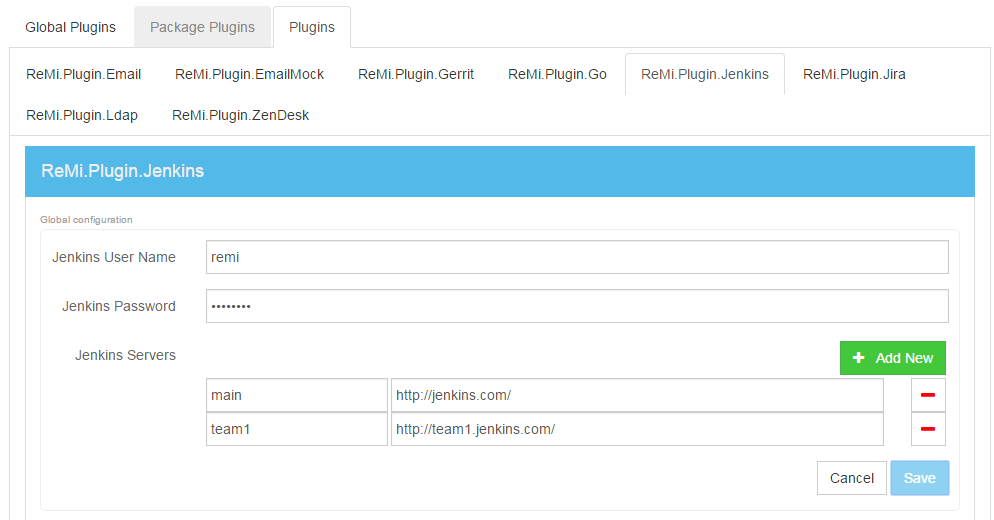 Global Plugins Package Plugins Plugins
ReMi.Plugin.Email ReMi.Plugin.EmailMock ReMi.Plugin.Gerrit ReMi.Plugin.Go ReMi.Plugin.Jenkins ReMi.Plugin.Jira
ReMi.Plugin.Ldap ReMi.Plugin.ZenDesk
ReMi.Plugin.Jenkins
Global configuration
Jenkins User Name remi
Jenkins Password ••••••••
Jenkins Servers
Add New
main http://jenkins.com/
team1 http://team1.jenkins.com/
Cancel Save